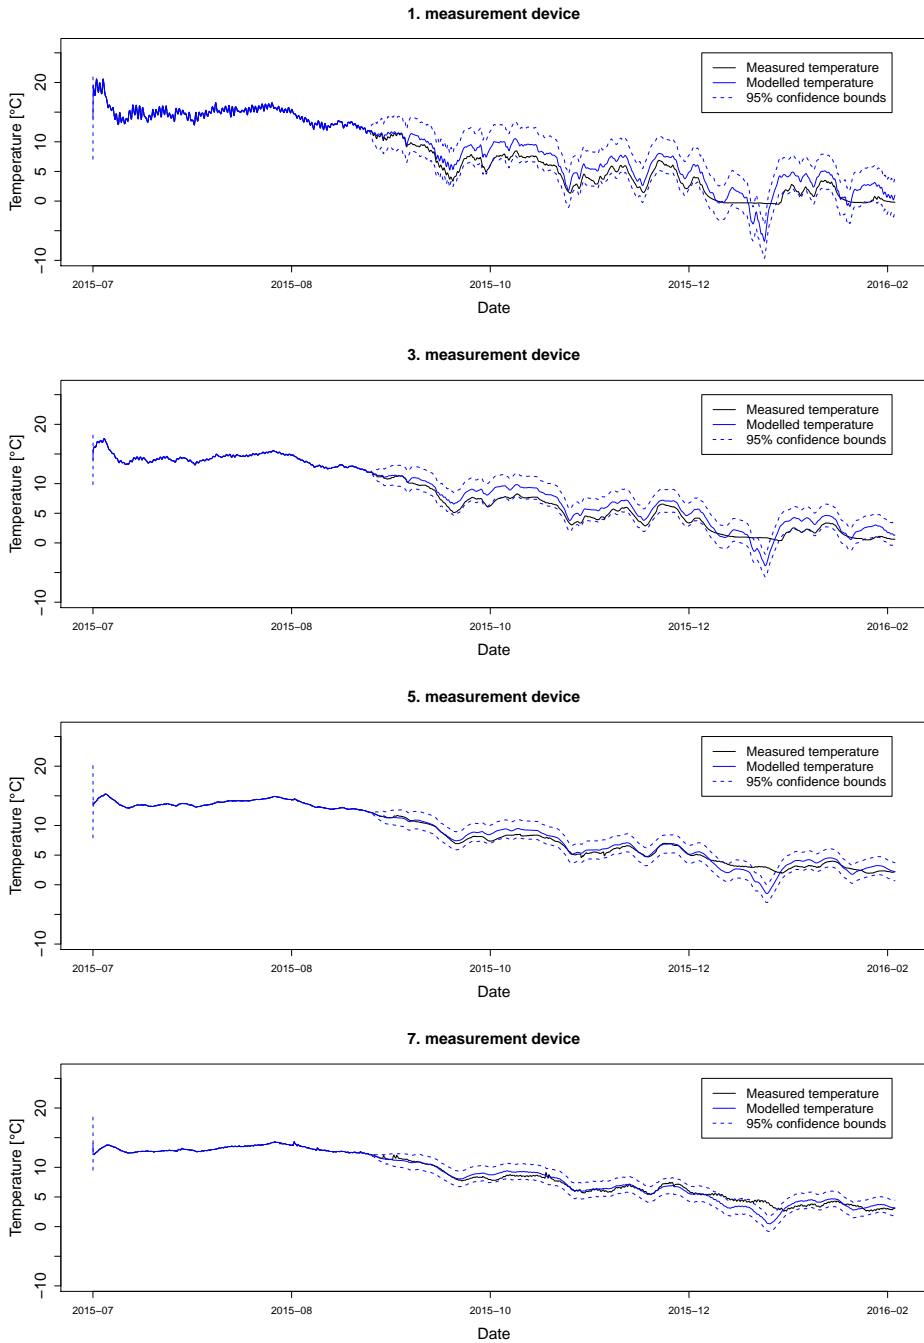 1. measurement device
Temperature [°C]
20
10
5
0
−10
Measured temperature
Modelled temperature
95% confidence bounds
2015−07
2015−08
2015−10
2015−12
2016−02
Date
3. measurement device
Temperature [°C]
20
10
5
0
−10
Measured temperature
Modelled temperature
95% confidence bounds
2015−07
2015−08
2015−10
2015−12
2016−02
Date
5. measurement device
Temperature [°C]
20
10
5
0
−10
Measured temperature
Modelled temperature
95% confidence bounds
2015−07
2015−08
2015−10
2015−12
2016−02
Date
7. measurement device
Temperature [°C]
20
10
5
0
−10
Measured temperature
Modelled temperature
95% confidence bounds
2015−07
2015−08
2015−10
2015−12
2016−02
Date